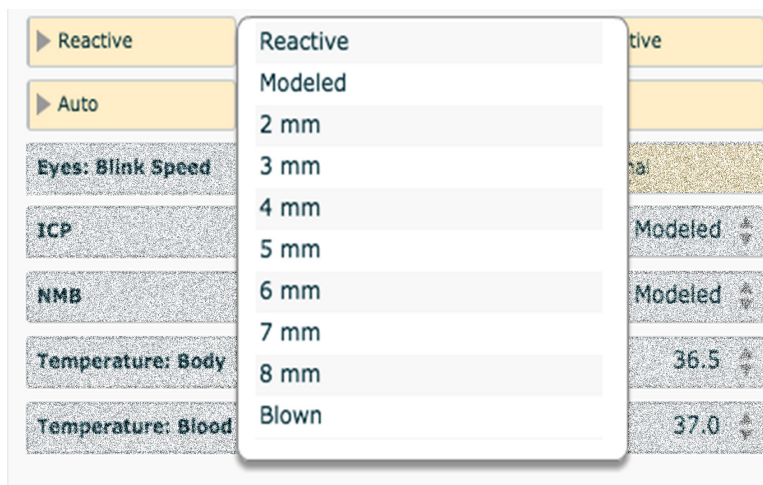 Reactive
Auto
Eyes: Blink Speed
ICP
NMB
Temperature: Body
Temperature: Blood
Reactive
Modeled
2 mm
3 mm
4 mm
5 mm
6 mm
7 mm
8 mm
Blown
tive
al
Modeled
Modeled
36.5
37.0